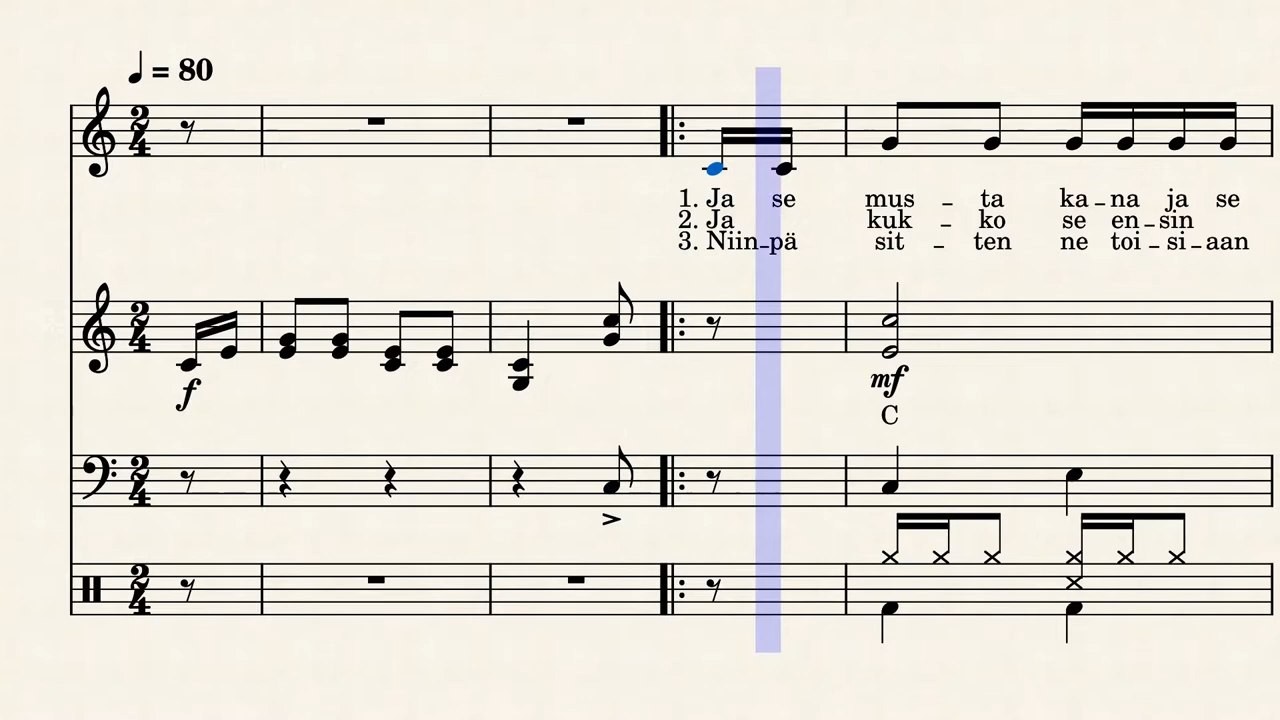 ♩ = 80
1. Ja se mus - ta ka - na ja se
2. Ja kuk - ko se en - sin
3. Niin - pä sit - ten ne toi - si - aan
f
mf
C